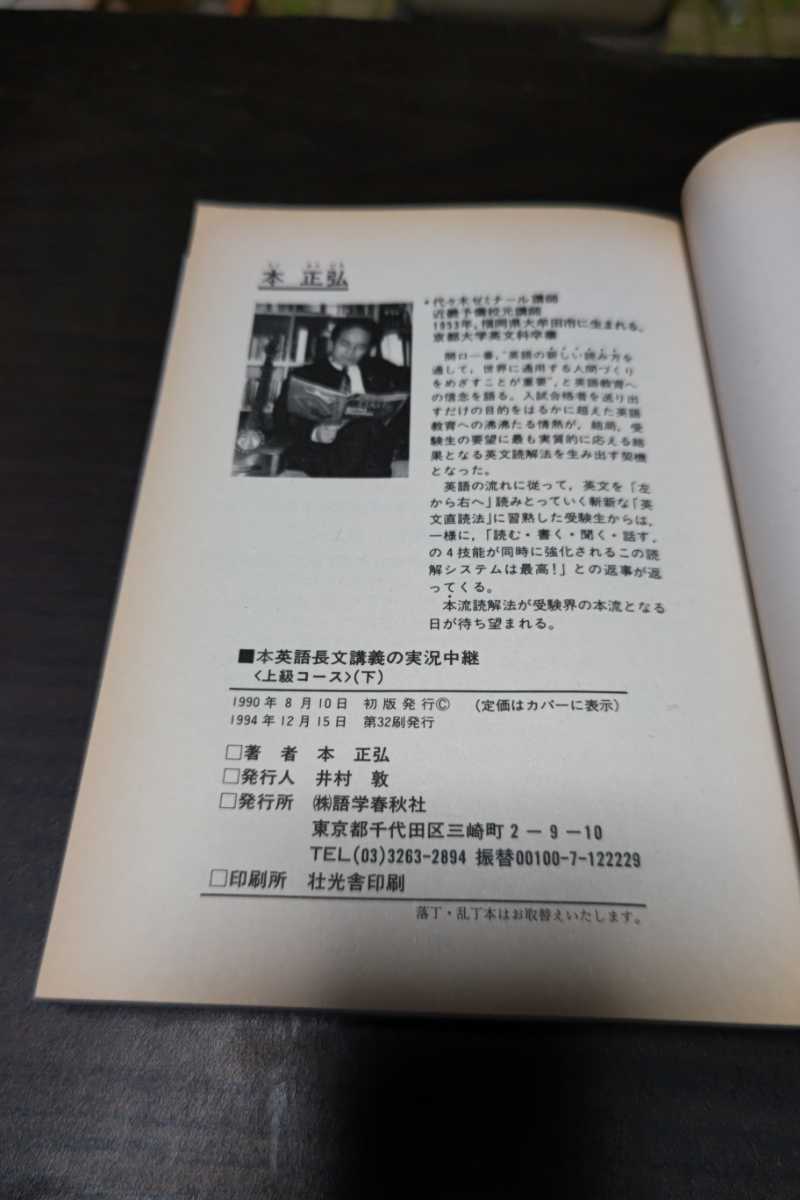 本 正弘
・代々木ゼミナール講師
近畿予備校元講師
1953年，福岡県大牟田市に生まれる。
京都大学英文科卒業
開口一番，“英語の新しい読み方を
通して，世界に通用する人間づくり
をめざすことが重要”，と英語教育へ
の信念を語る。入試合格者を送り出
すだけの目的をはるかに超えた英語
教育への沸沸たる情熱が，結局，受
験生の要望に最も実質的に応える結
果となる英文読解法を生み出す契機
となった。
英語の流れに従って，英文を「左
から右へ」読みとっていく斬新な「英
文直読法」に習熟した受験生からは，
一様に，「読む・書く・聞く・話す，
の4技能が同時に強化されるこの読
解システムは最高！」との返事が返
ってくる。
本流読解法が受験界の本流となる
日が待ち望まれる。
■本英語長文講義の実況中継
〈上級コース〉（下）
1990年 8月10日 初版発行Ⓒ （定価はカバーに表示）
1994年12月15日 第32刷発行
□著 者 本 正弘
□発行人 井村 敦
□発行所 ㈱語学春秋社
東京都千代田区三崎町2－9－10
TEL(03)3263-2894 振替00100-7-122229
□印刷所 壮光舎印刷
落丁・乱丁本はお取替えいたします。